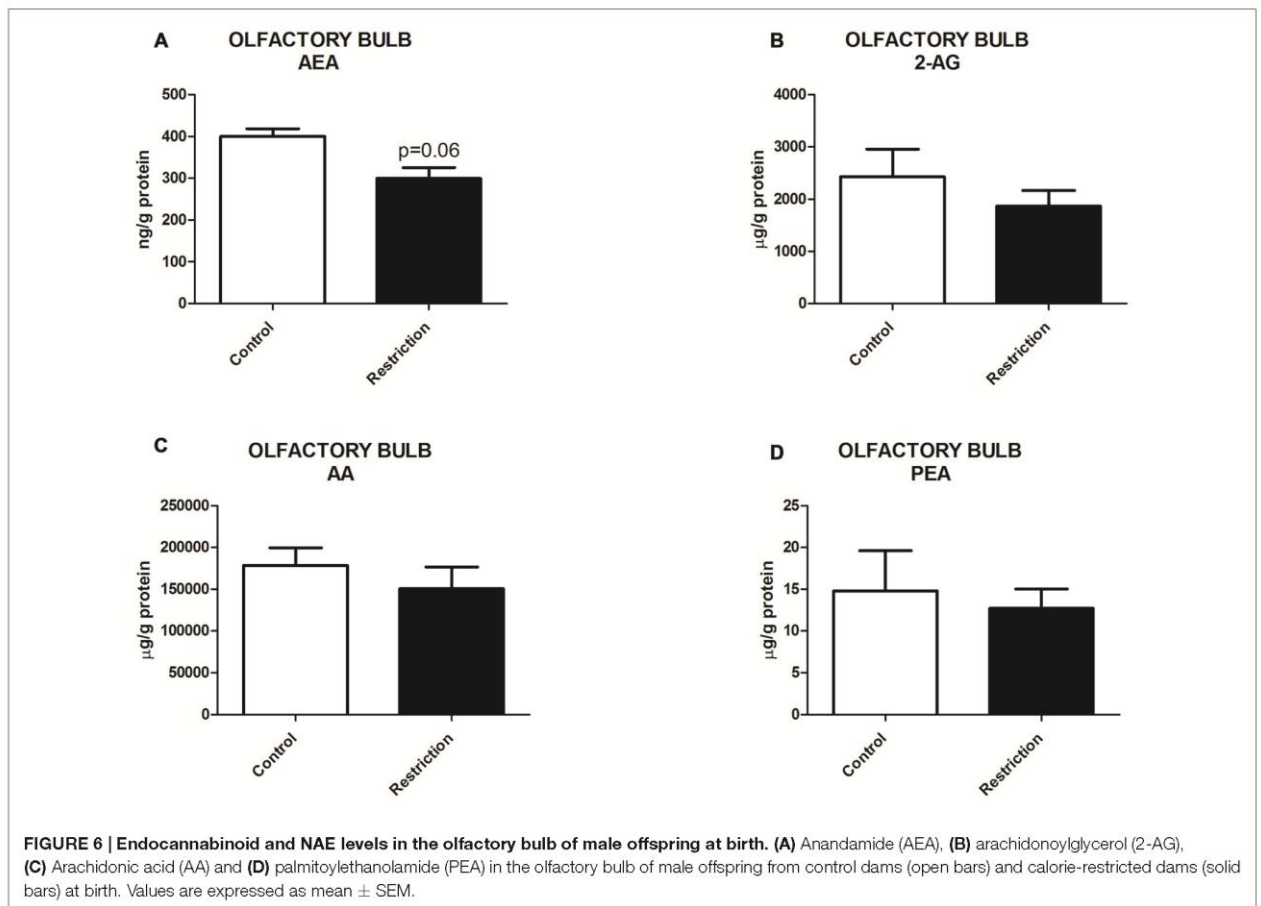 A
OLFACTORY BULB
AEA
500
400
300
200
100
0
ng/g protein
p=0.06
Control
Restriction
B
OLFACTORY BULB
2-AG
4000
3000
2000
1000
0
µg/g protein
Control
Restriction
C
OLFACTORY BULB
AA
250000
200000
150000
100000
50000
0
µg/g protein
Control
Restriction
D
OLFACTORY BULB
PEA
25
20
15
10
5
0
µg/g protein
Control
Restriction
FIGURE 6 | Endocannabinoid and NAE levels in the olfactory bulb of male offspring at birth. (A) Anandamide (AEA), (B) arachidonoylglycerol (2-AG),
(C) Arachidonic acid (AA) and (D) palmitoylethanolamide (PEA) in the olfactory bulb of male offspring from control dams (open bars) and calorie-restricted dams (solid
bars) at birth. Values are expressed as mean ± SEM.